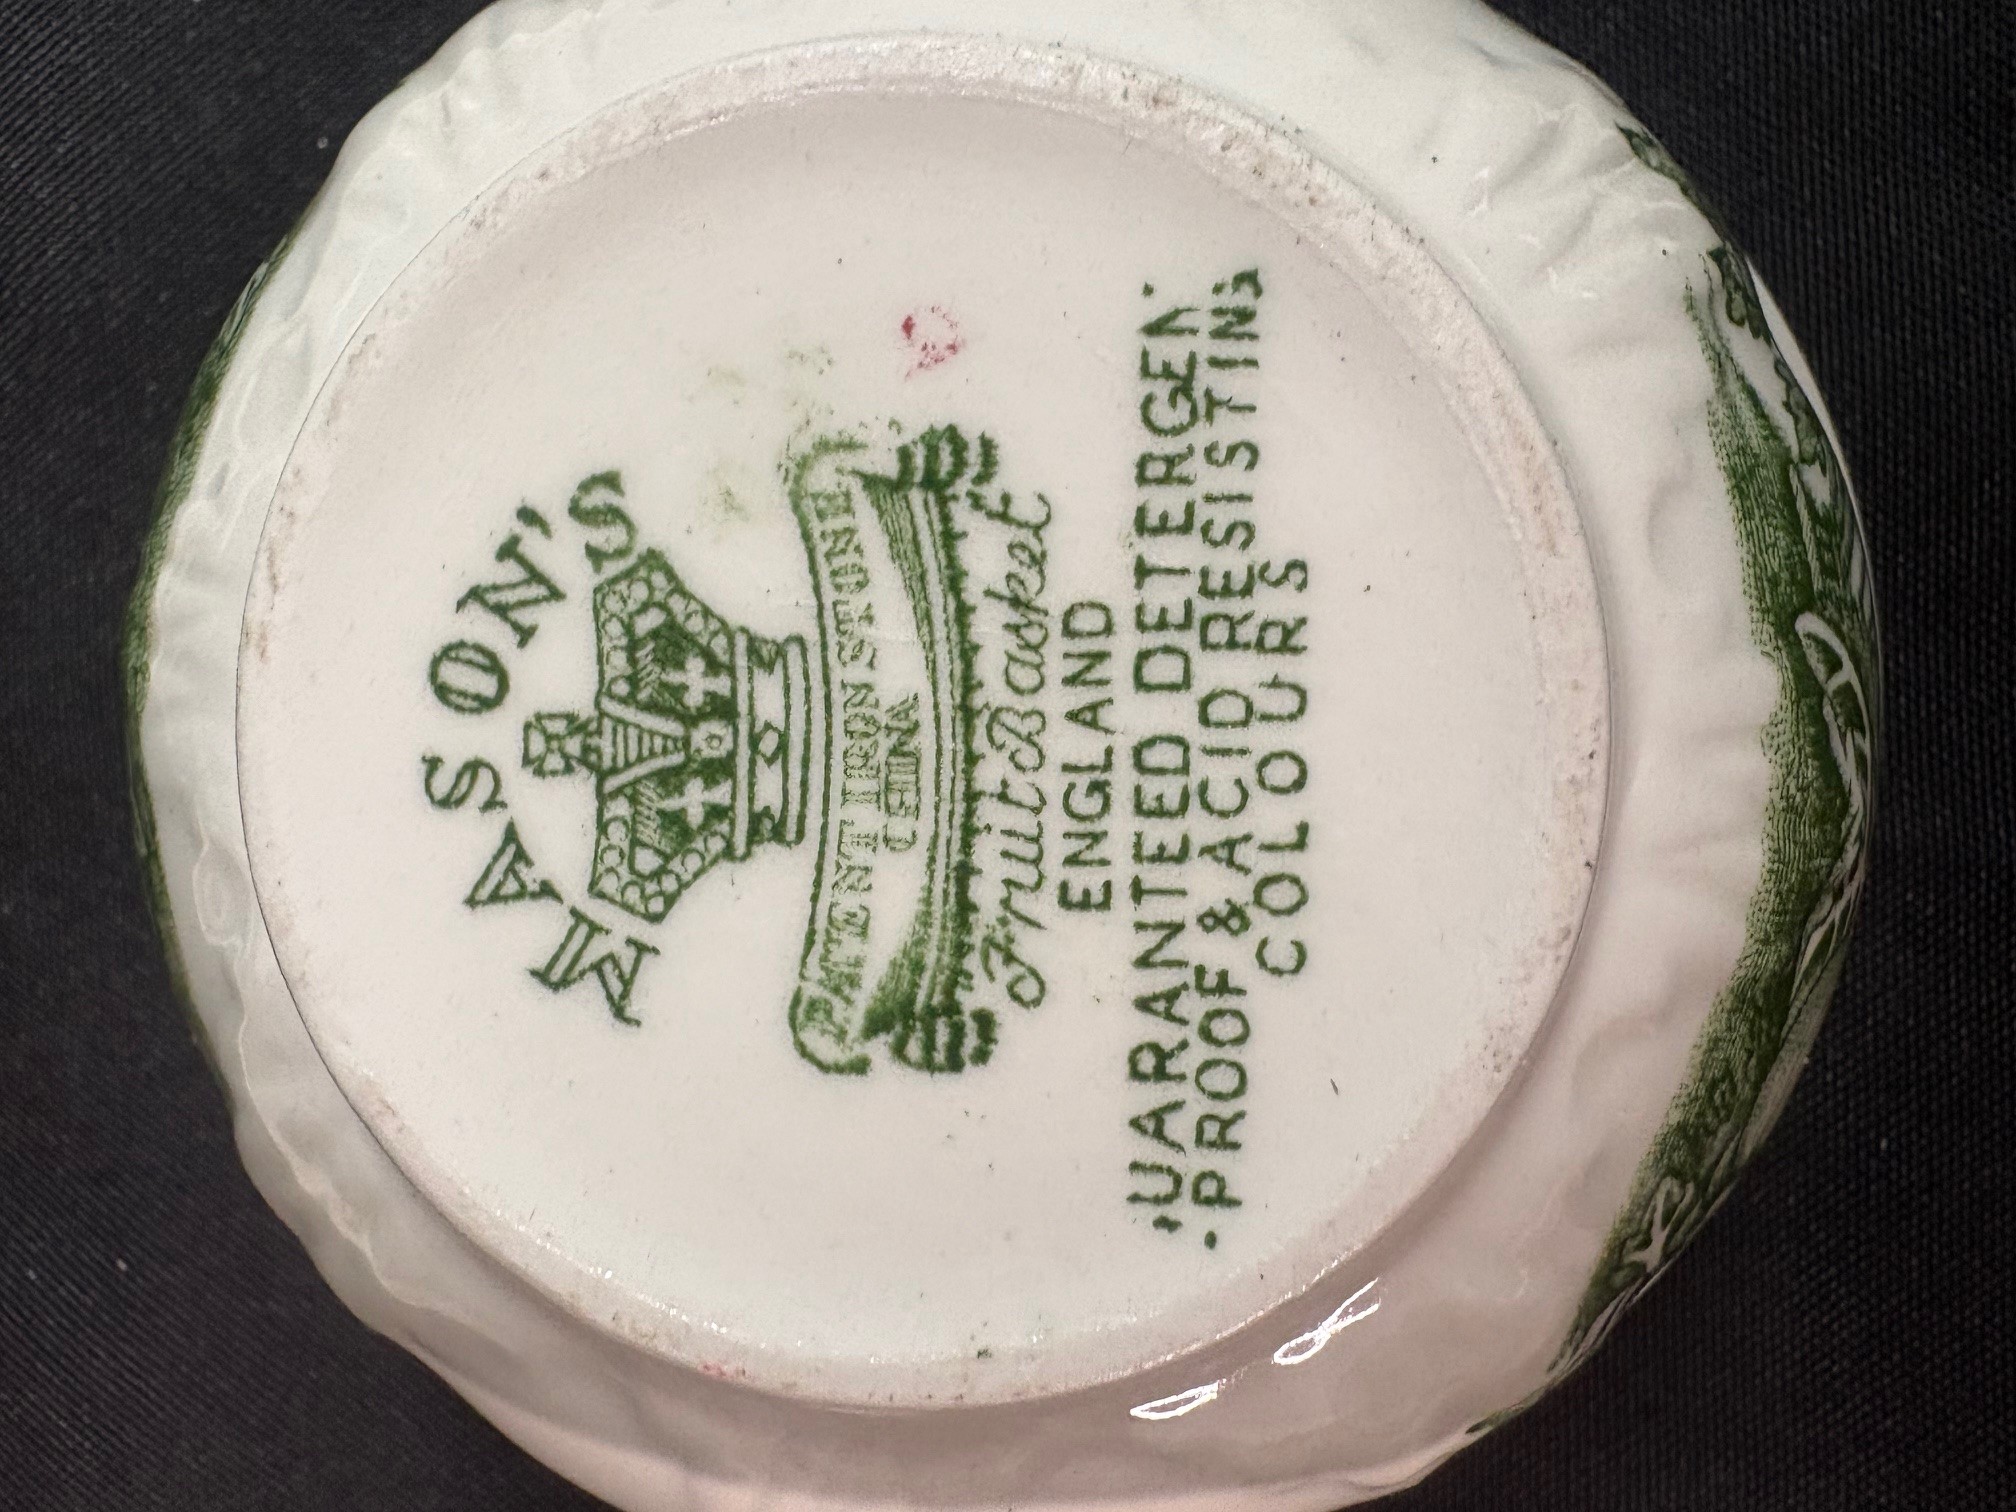 MASON'S
PATENT IRONSTONE
CHINA
Fruit Basket
ENGLAND
UARANTEED DETERGEN
PROOF & ACID RESISTING
COLOURS